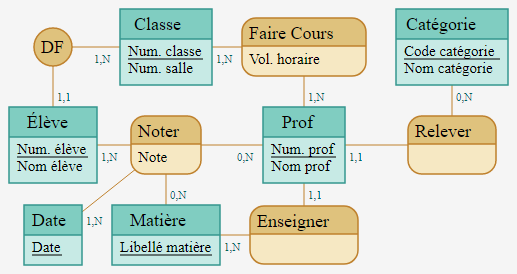 Classe
Num. classe
Num. salle
Faire Cours
Vol. horaire
Catégorie
Code catégorie
Nom catégorie
DF
1,N
1,N
1,1
1,N
0,N
Élève
Num. élève
Nom élève
1,N
Noter
Note
0,N
Prof
Num. prof
Nom prof
1,1
Relever
1,N
0,N
1,1
Date
Date
Matière
Libellé matière
1,N
Enseigner